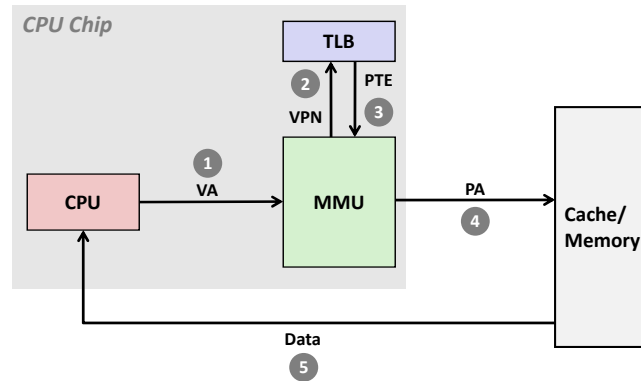 CPU Chip
TLB
2
PTE
VPN
3
1
CPU
VA
MMU
PA
4
Cache/
Memory
Data
5